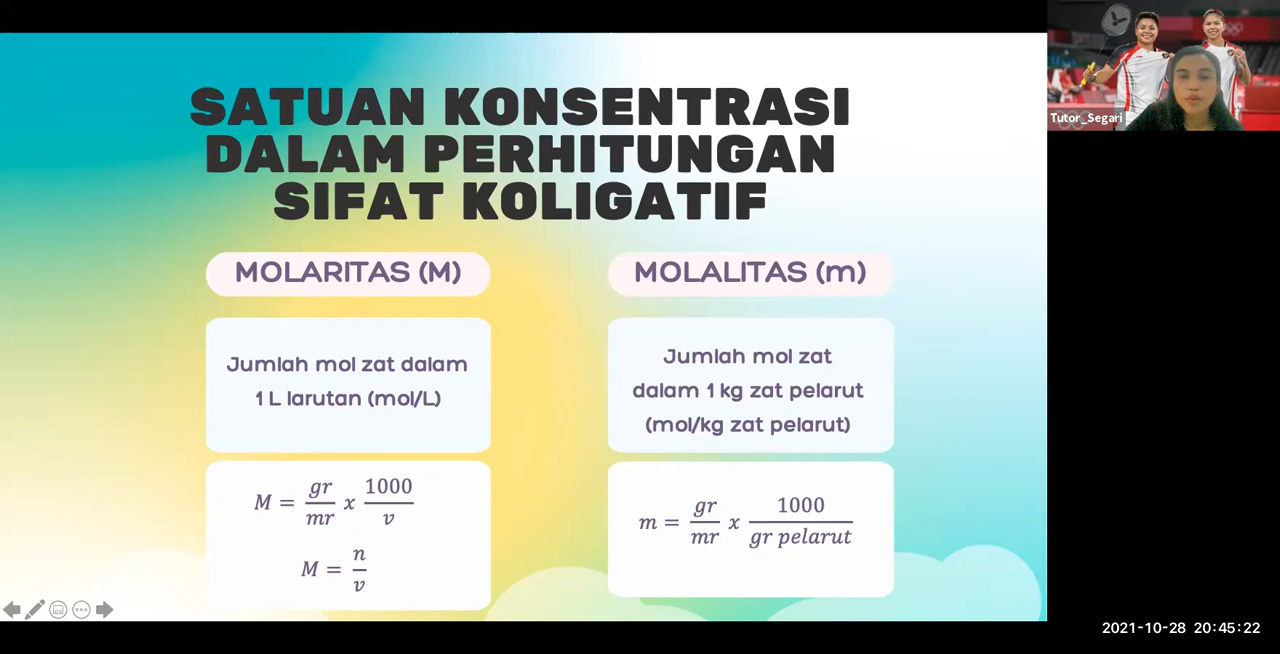 SATUAN KONSENTRASI
DALAM PERHITUNGAN
SIFAT KOLIGATIF
MOLARITAS (M)
Jumlah mol zat dalam
1 L larutan (mol/L)
M = gr/mr x 1000/v
M = n/v
MOLALITAS (m)
Jumlah mol zat
dalam 1 kg zat pelarut
(mol/kg zat pelarut)
m = gr/mr x 1000/gr pelarut
Tutor_Segari
2021-10-28 20:45:22